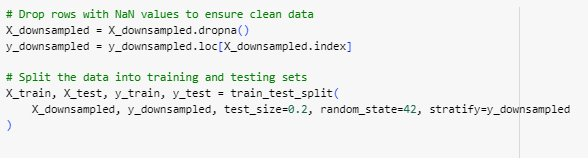 # Drop rows with NaN values to ensure clean data
X_downsampled = X_downsampled.dropna()
y_downsampled = y_downsampled.loc[X_downsampled.index]
# Split the data into training and testing sets
X_train, X_test, y_train, y_test = train_test_split(
    X_downsampled, y_downsampled, test_size=0.2, random_state=42, stratify=y_downsampled
)